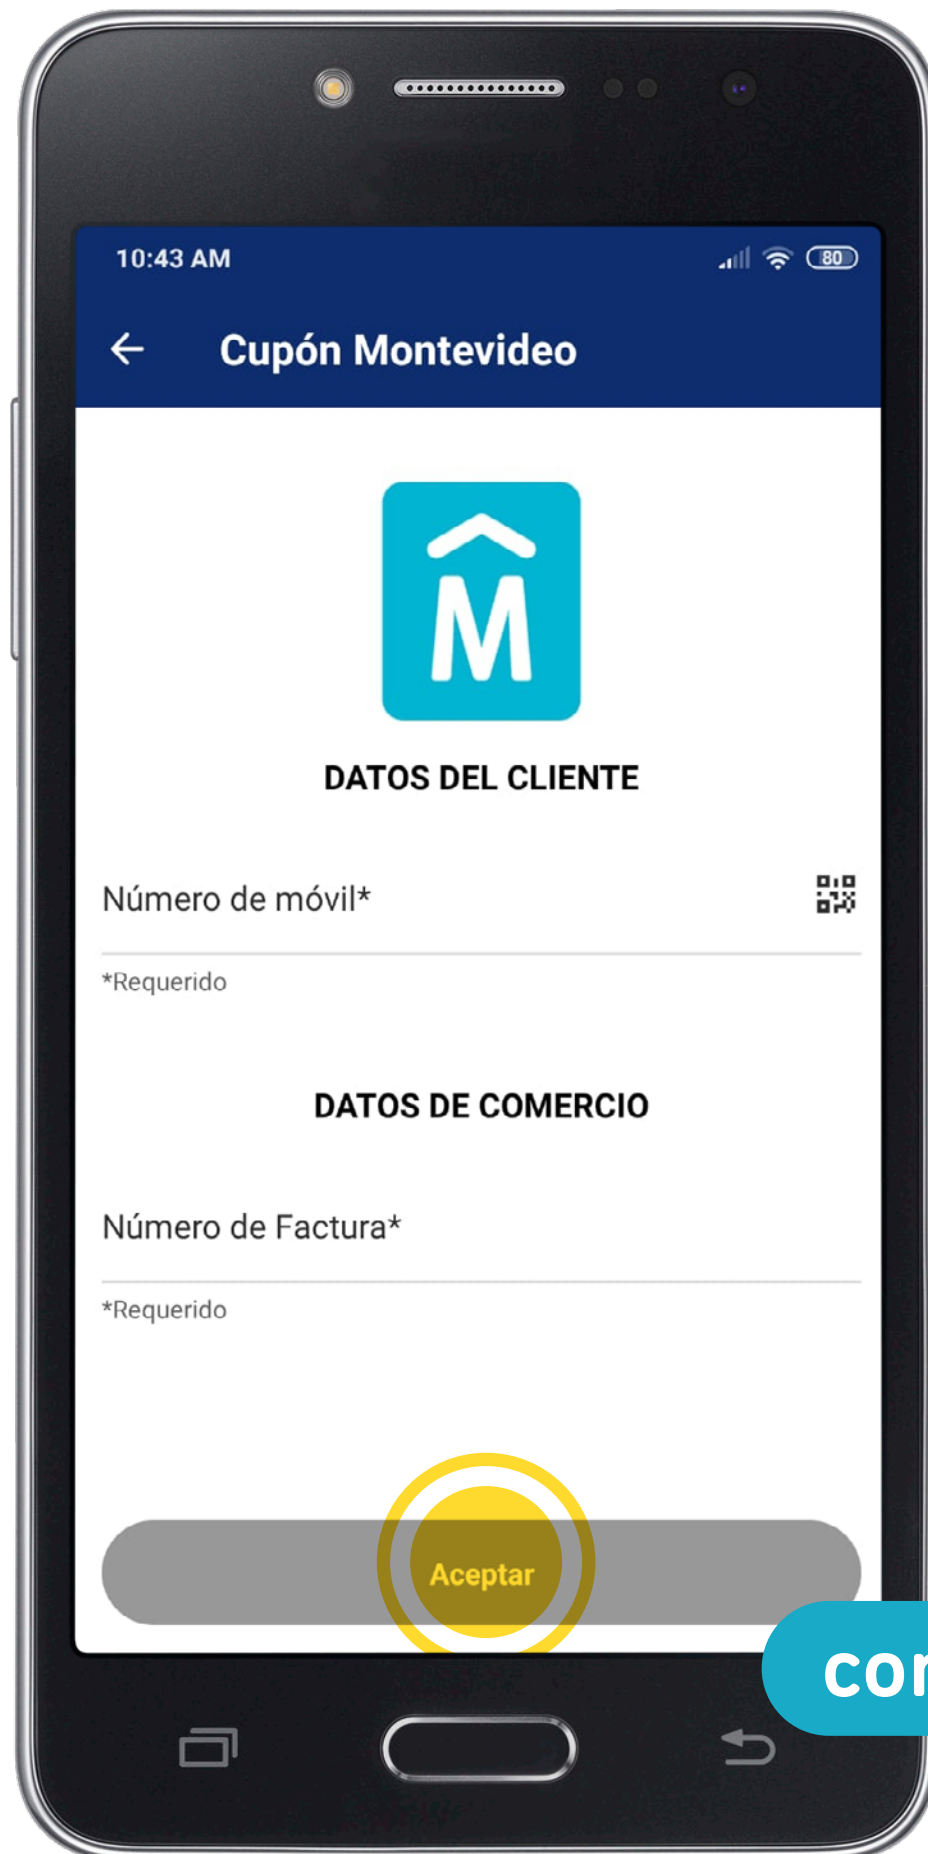 10:43 AM
80
Cupón Montevideo
M
DATOS DEL CLIENTE
Número de móvil*
*Requerido
DATOS DE COMERCIO
Número de Factura*
*Requerido
Aceptar